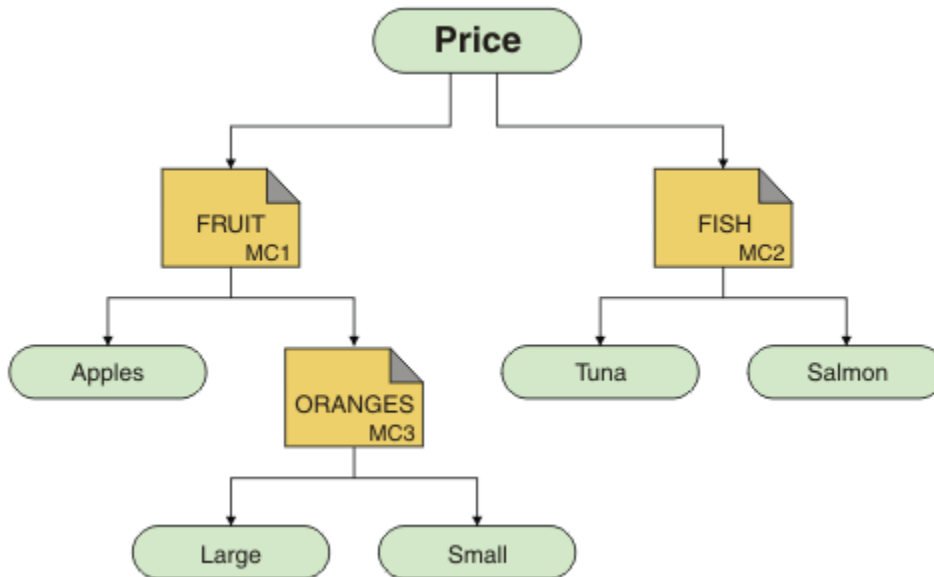 Price
FRUIT
MC1
FISH
MC2
Apples
ORANGES
MC3
Tuna
Salmon
Large
Small